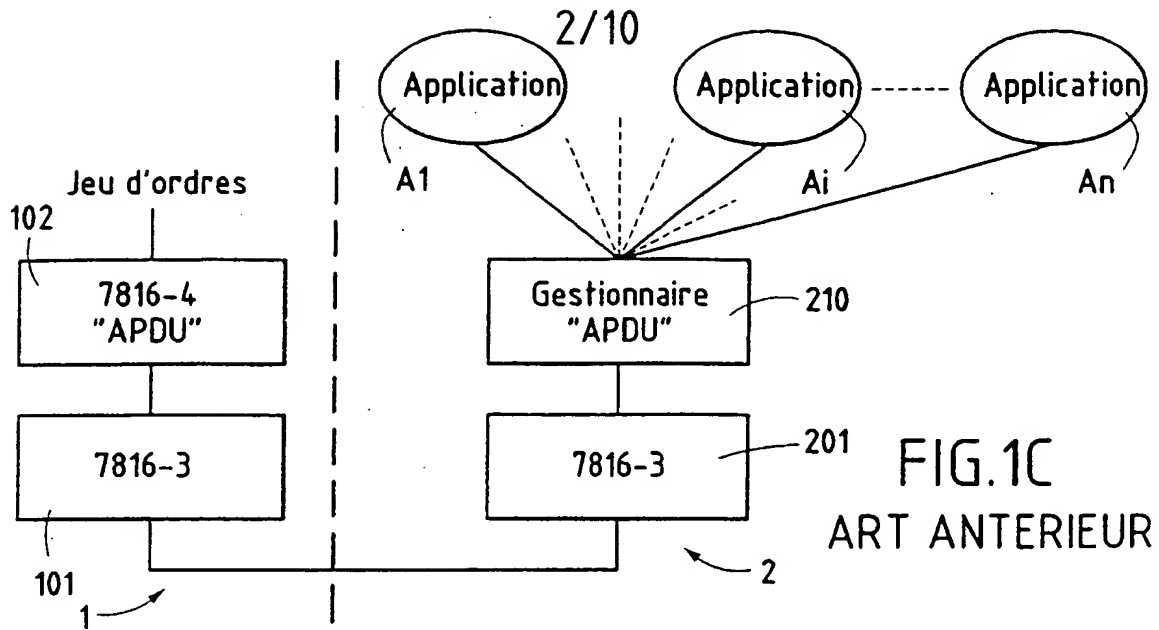 2/10
Application
Application
Application
A1
Ai
An
Jeu d'ordres
102
7816-4
"APDU"
Gestionnaire
"APDU"
210
7816-3
7816-3
201
FIG.1C
ART ANTERIEUR
101
1
2